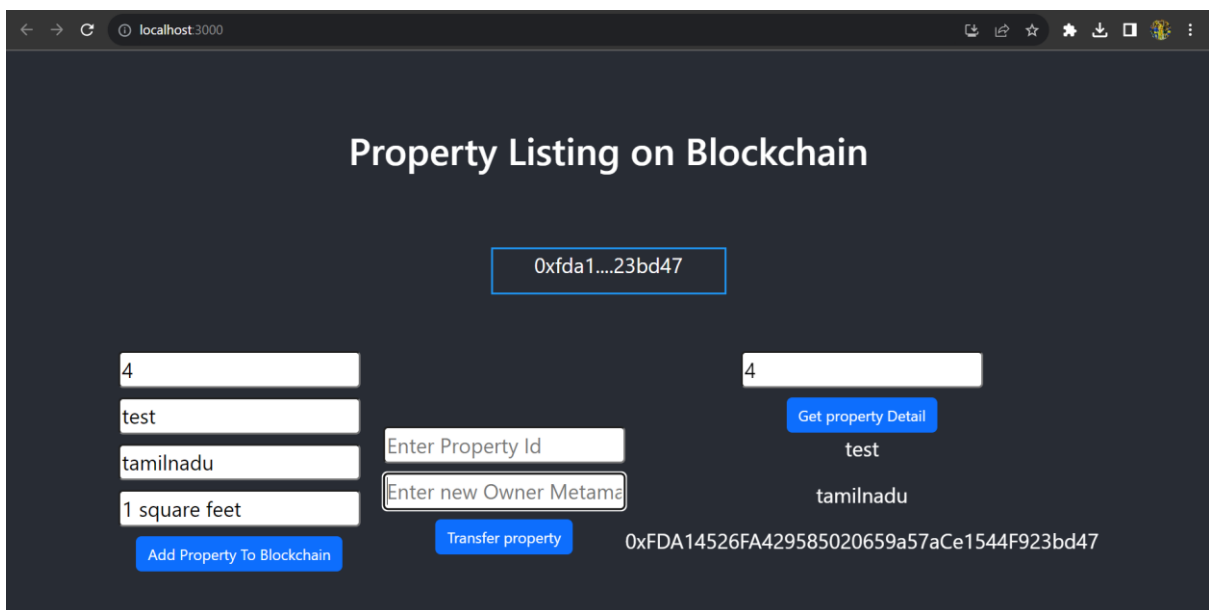 localhost:3000
Property Listing on Blockchain
0xfda1....23bd47
4
test
tamilnadu
1 square feet
Add Property To Blockchain
Enter Property Id
Enter new Owner Metama
Transfer property
4
Get property Detail
test
tamilnadu
0xFDA14526FA429585020659a57aCe1544F923bd47